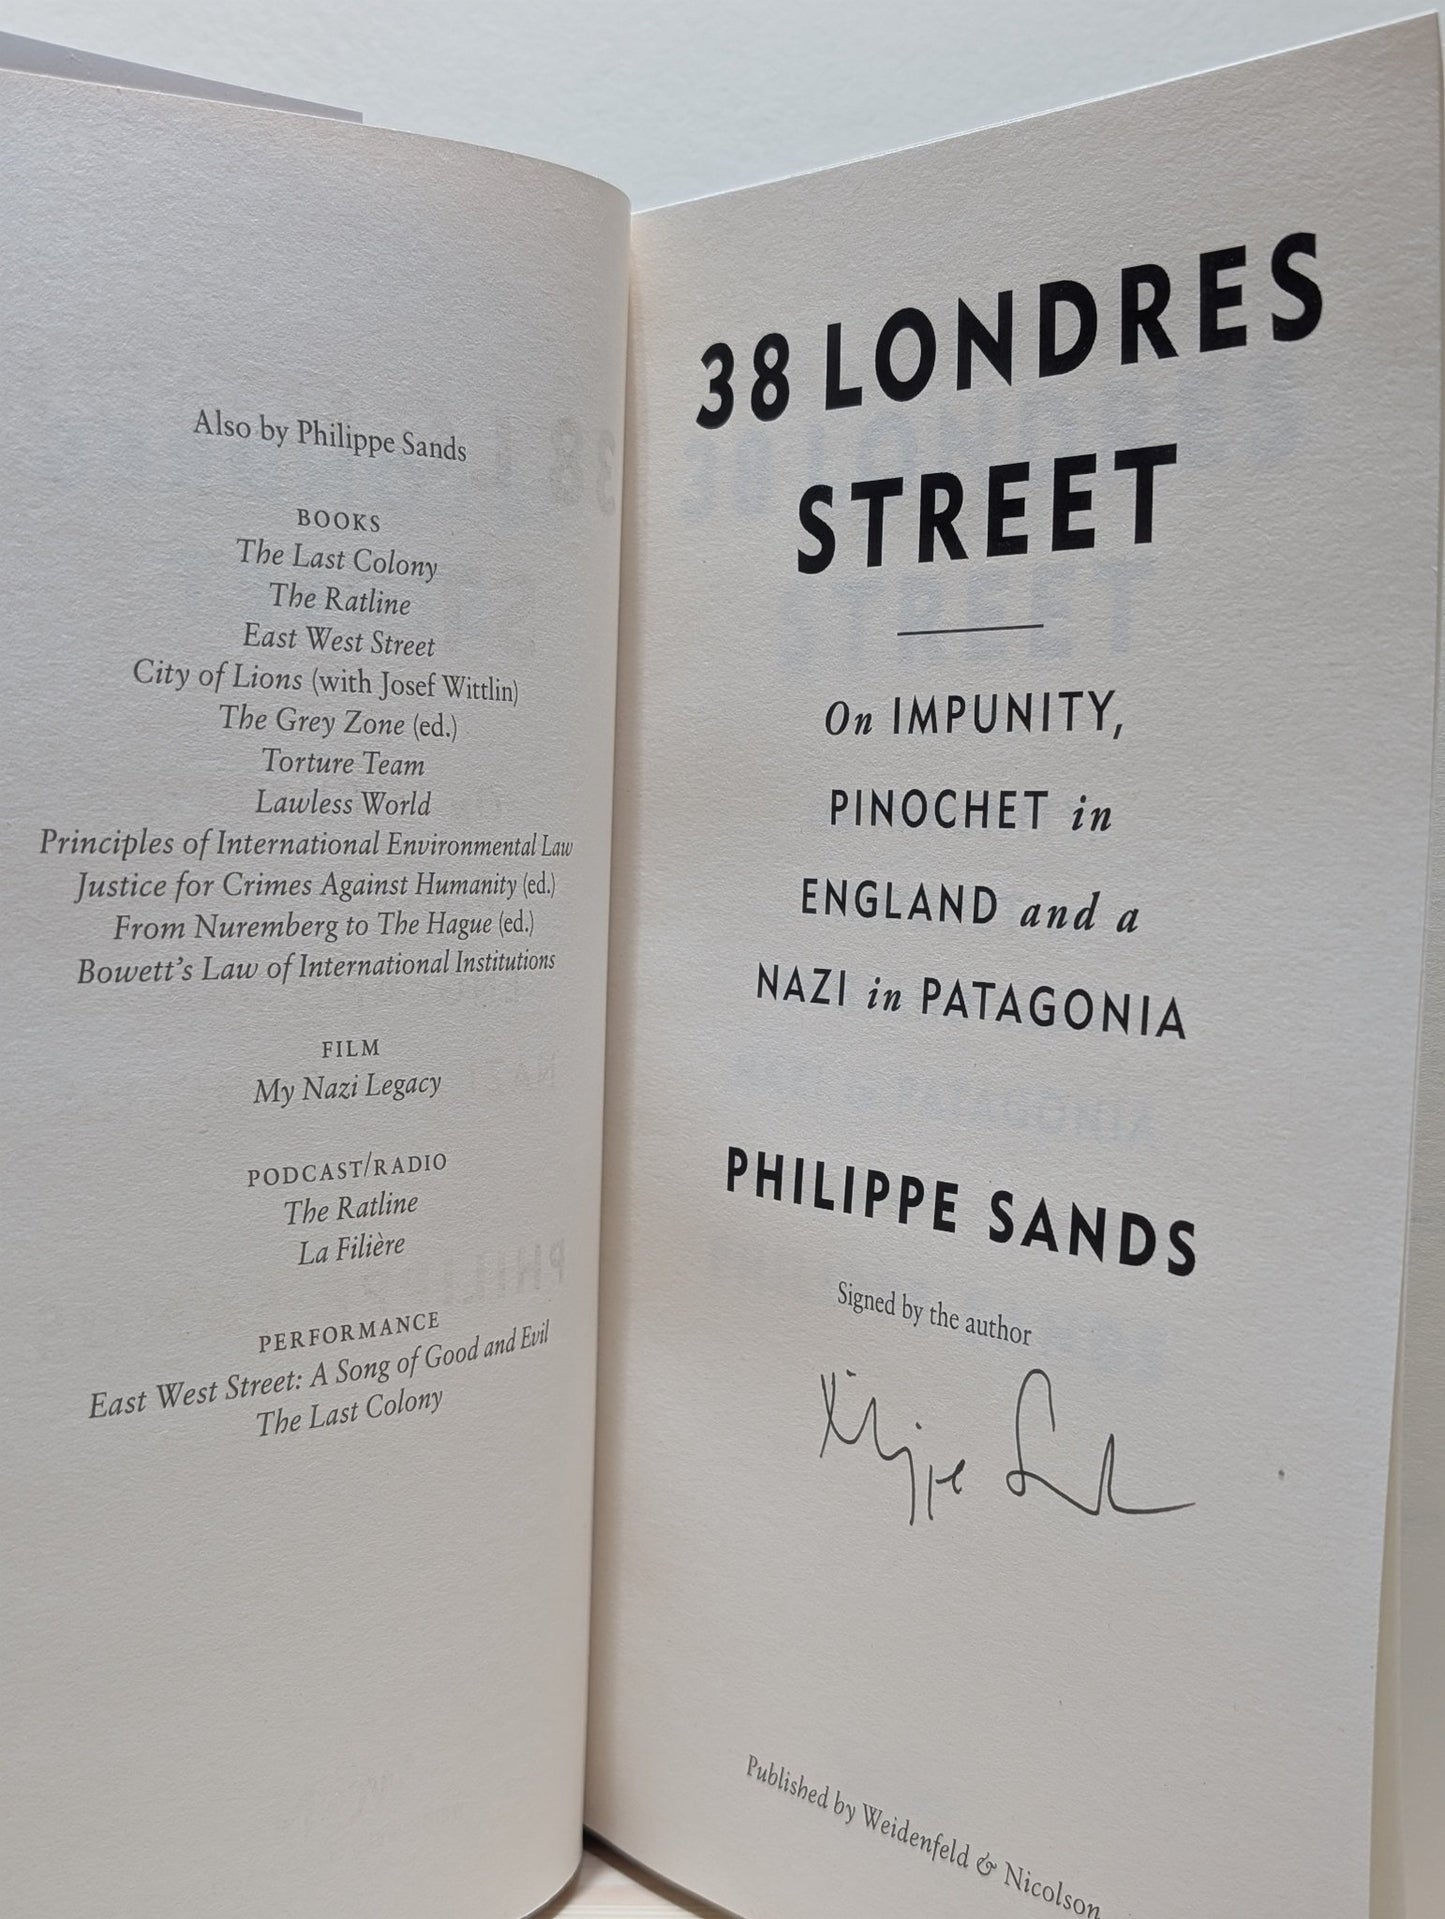 Also by Philippe Sands
BOOKS
The Last Colony
The Ratline
East West Street
City of Lions (with Josef Wittlin)
The Grey Zone (ed.)
Torture Team
Lawless World
Principles of International Environmental Law
Justice for Crimes Against Humanity (ed.)
From Nuremberg to The Hague (ed.)
Bowett's Law of International Institutions
FILM
My Nazi Legacy
PODCAST/RADIO
The Ratline
La Filière
PERFORMANCE
East West Street: A Song of Good and Evil
The Last Colony
38 LONDRES
STREET
On IMPUNITY,
PINOCHET in
ENGLAND and a
NAZI in PATAGONIA
PHILIPPE SANDS
Signed by the author
Philippe Sands
Published by Weidenfeld & Nicolson